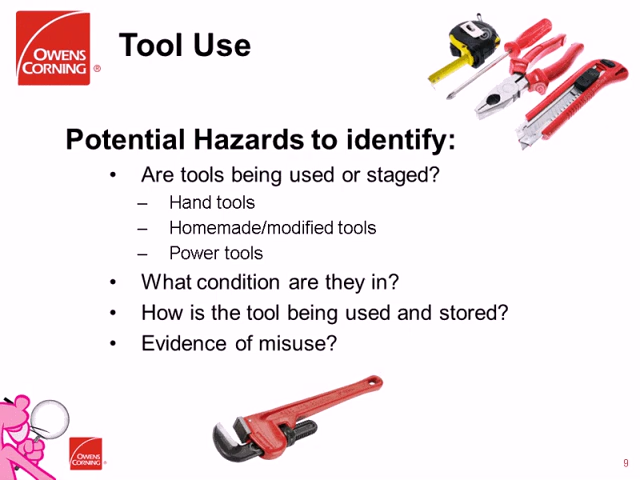 OWENS
CORNING®
Tool Use
Potential Hazards to identify:
• Are tools being used or staged?
– Hand tools
– Homemade/modified tools
– Power tools
• What condition are they in?
• How is the tool being used and stored?
• Evidence of misuse?
OWENS
CORNING
9